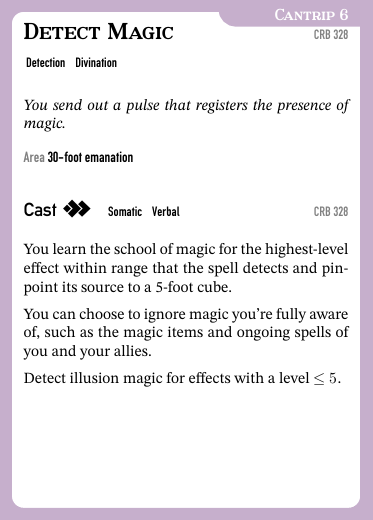 Cantrip 6
Detect Magic
CRB 328
Detection Divination
You send out a pulse that registers the presence of
magic.
Area 30-foot emanation
Cast Somatic Verbal CRB 328
You learn the school of magic for the highest-level
effect within range that the spell detects and pin-
point its source to a 5-foot cube.
You can choose to ignore magic you’re fully aware
of, such as the magic items and ongoing spells of
you and your allies.
Detect illusion magic for effects with a level ≤ 5.